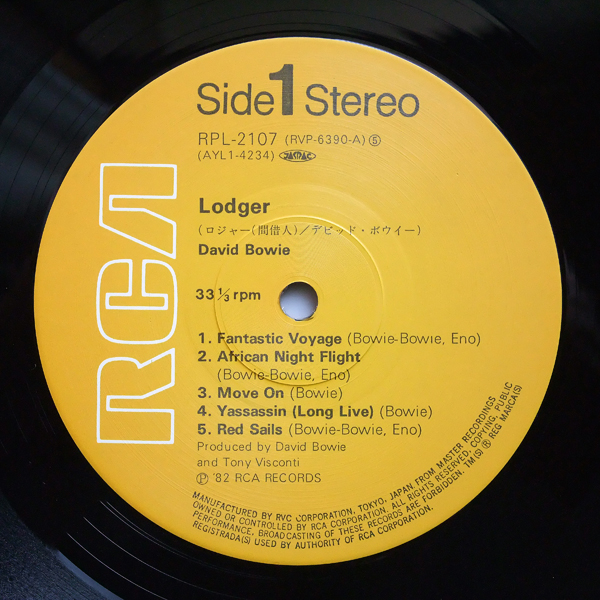 Side 1 Stereo
RPL-2107 (RVP-6390-A) ⑤
(AYL1-4234) JASRAC
RCA
Lodger
(ロジャー(間借人)/デビッド・ボウイー)
David Bowie
33 1/3 rpm
1. Fantastic Voyage (Bowie-Bowie, Eno)
2. African Night Flight
(Bowie-Bowie, Eno)
3. Move On (Bowie)
4. Yassassin (Long Live) (Bowie)
5. Red Sails (Bowie-Bowie, Eno)
Produced by David Bowie
and Tony Visconti
Ⓟ '82 RCA RECORDS
MANUFACTURED BY RVC CORPORATION, TOKYO, JAPAN FROM MASTER RECORDINGS
OWNED OR CONTROLLED BY RCA CORPORATION. ALL RIGHTS RESERVED. COPYING, PUBLIC
PERFORMANCE, BROADCASTING OF THESE RECORDS ARE FORBIDDEN. TM(S) ® REG MARCA(S)
REGISTRADA(S) USED BY AUTHORITY OF RCA CORPORATION.